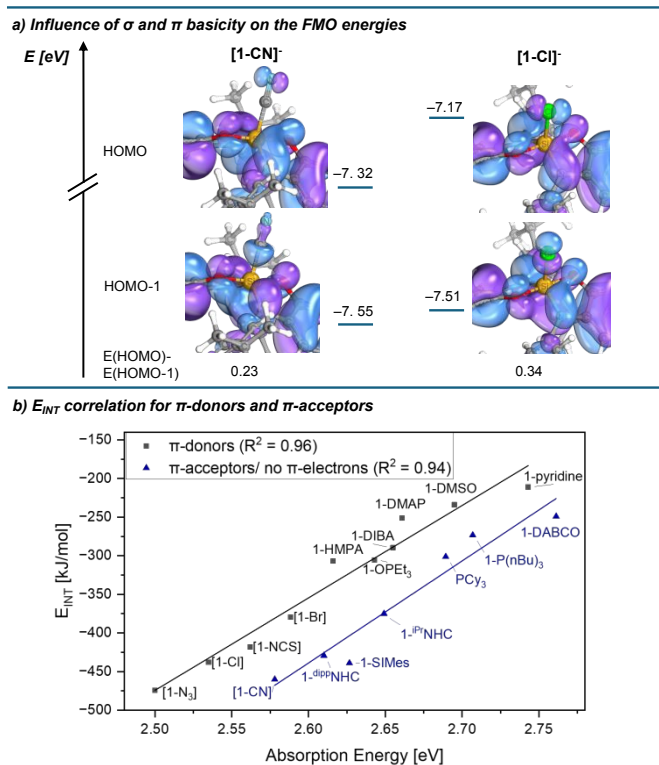 a) Influence of σ and π basicity on the FMO energies
E [eV]
[1-CN]-
[1-Cl]-
HOMO
−7. 32
−7.17
HOMO-1
−7. 55
−7.51
E(HOMO)-
E(HOMO-1)
0.23
0.34
b) EINT correlation for π-donors and π-acceptors
π-donors (R2 = 0.96)
π-acceptors/ no π-electrons (R2 = 0.94)
EINT [kJ/mol]
−150
−200
−250
−300
−350
−400
−450
−500
1-pyridine
1-DMSO
1-DMAP
1-DABCO
1-DIBA
1-HMPA
1-P(nBu)3
1-OPEt3
PCy3
[1-Br]
1-iPrNHC
[1-NCS]
[1-Cl]
1-SIMes
1-dippNHC
[1-CN]
[1-N3]
2.50
2.55
2.60
2.65
2.70
2.75
Absorption Energy [eV]